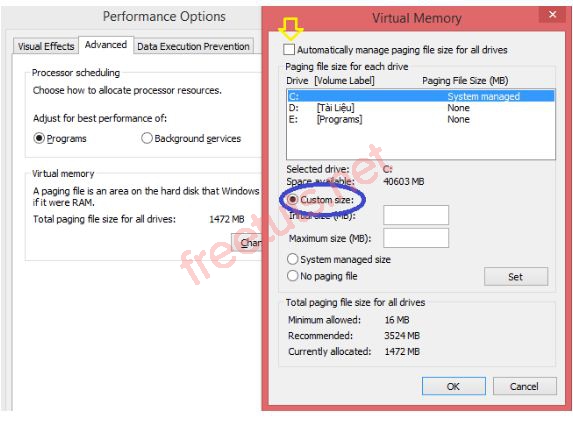 Performance Options
Visual Effects
Advanced
Data Execution Prevention
Processor scheduling
Choose how to allocate processor resources.
Adjust for best performance of:
Programs
Background services
Virtual memory
A paging file is an area on the hard disk that Windows
if it were RAM.
Total paging file size for all drives: 1472 MB
Chan
Virtual Memory
Automatically manage paging file size for all drives
Paging file size for each drive
Drive [Volume Label] Paging File Size (MB)
C: System managed
D: [Tài Liệu] None
E: [Programs] None
Selected drive: C:
Space available: 40603 MB
Custom size:
Initial size (MB):
Maximum size (MB):
System managed size
No paging file
Set
Total paging file size for all drives
Minimum allowed: 16 MB
Recommended: 3524 MB
Currently allocated: 1472 MB
OK
Cancel
freetuts.net